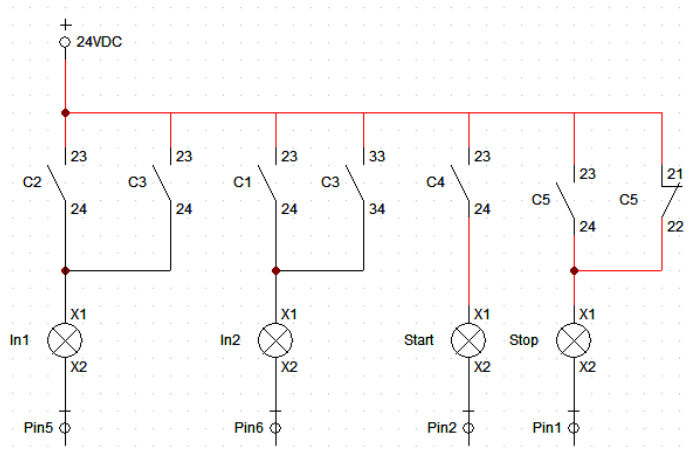 +
24VDC
23 23 23 33 23 23 21
C2 C3 C1 C3 C4 C5 C5
24 24 24 34 24 24 22
X1 X1 X1 X1
In1 In2 Start Stop
X2 X2 X2 X2
Pin5 Pin6 Pin2 Pin1